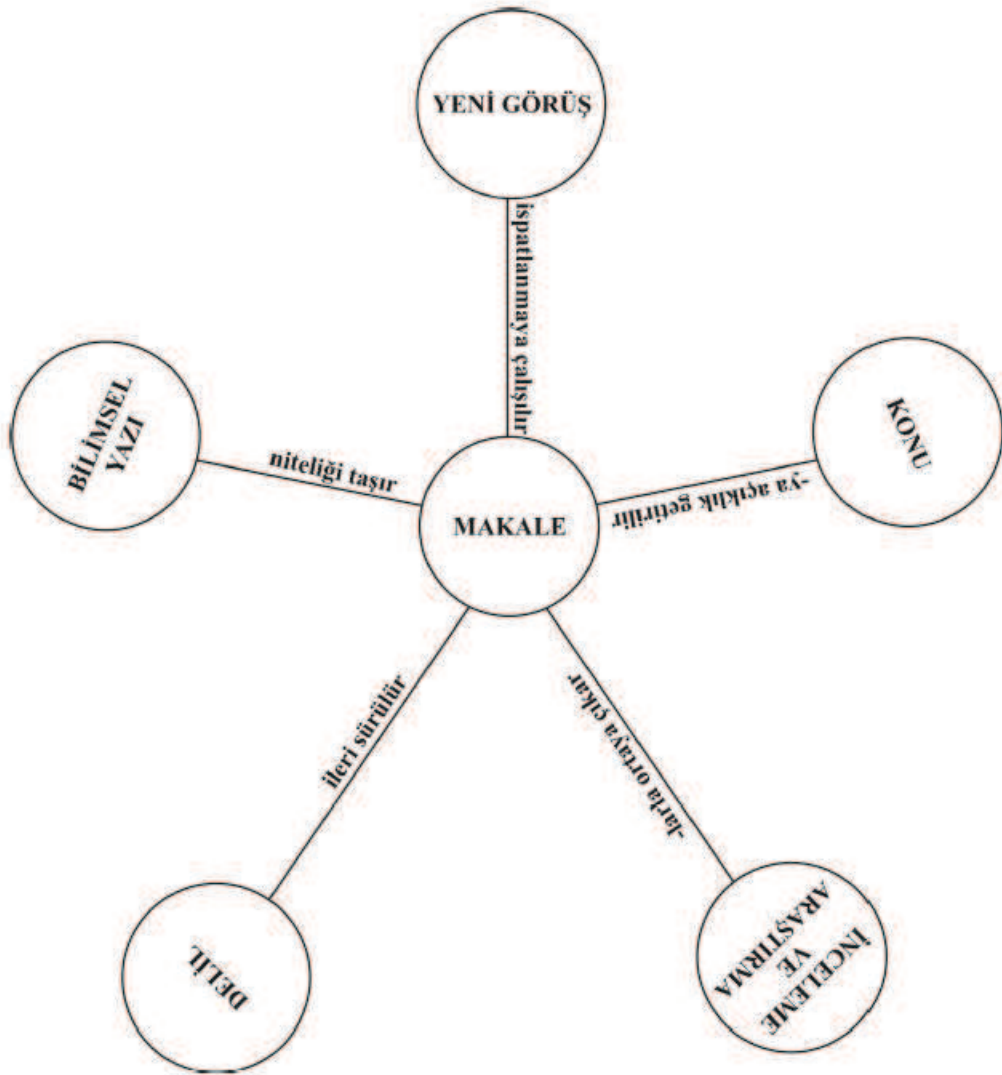 YENİ GÖRÜŞ
ispatlanmaya çalışılır
BİLİMSEL
YAZI
niteliği taşır
KONU
-ya açıklık getirilir
MAKALE
ileri sürülür
-larla ortaya çıkar
DELİL
İNCELEME
VE
ARAŞTIRMA